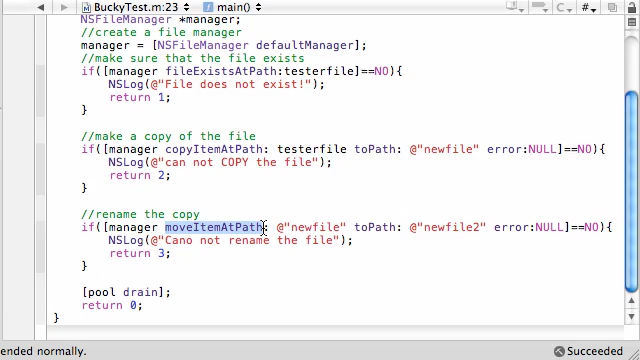 BuckyTest.m:23 main()
NSFileManager *manager;
//create a file manager
manager = [NSFileManager defaultManager];
//make sure that the file exists
if([manager fileExistsAtPath:testerfile]==NO){
NSLog(@"File does not exist!");
return 1;
}
//make a copy of the file
if([manager copyItemAtPath: testerfile toPath: @"newfile" error:NULL]==NO){
NSLog(@"can not COPY the file");
return 2;
}
//rename the copy
if([manager moveItemAtPath: @"newfile" toPath: @"newfile2" error:NULL]==NO){
NSLog(@"Cano not rename the file");
return 3;
}
[pool drain];
return 0;
}
ended normally. Succeeded